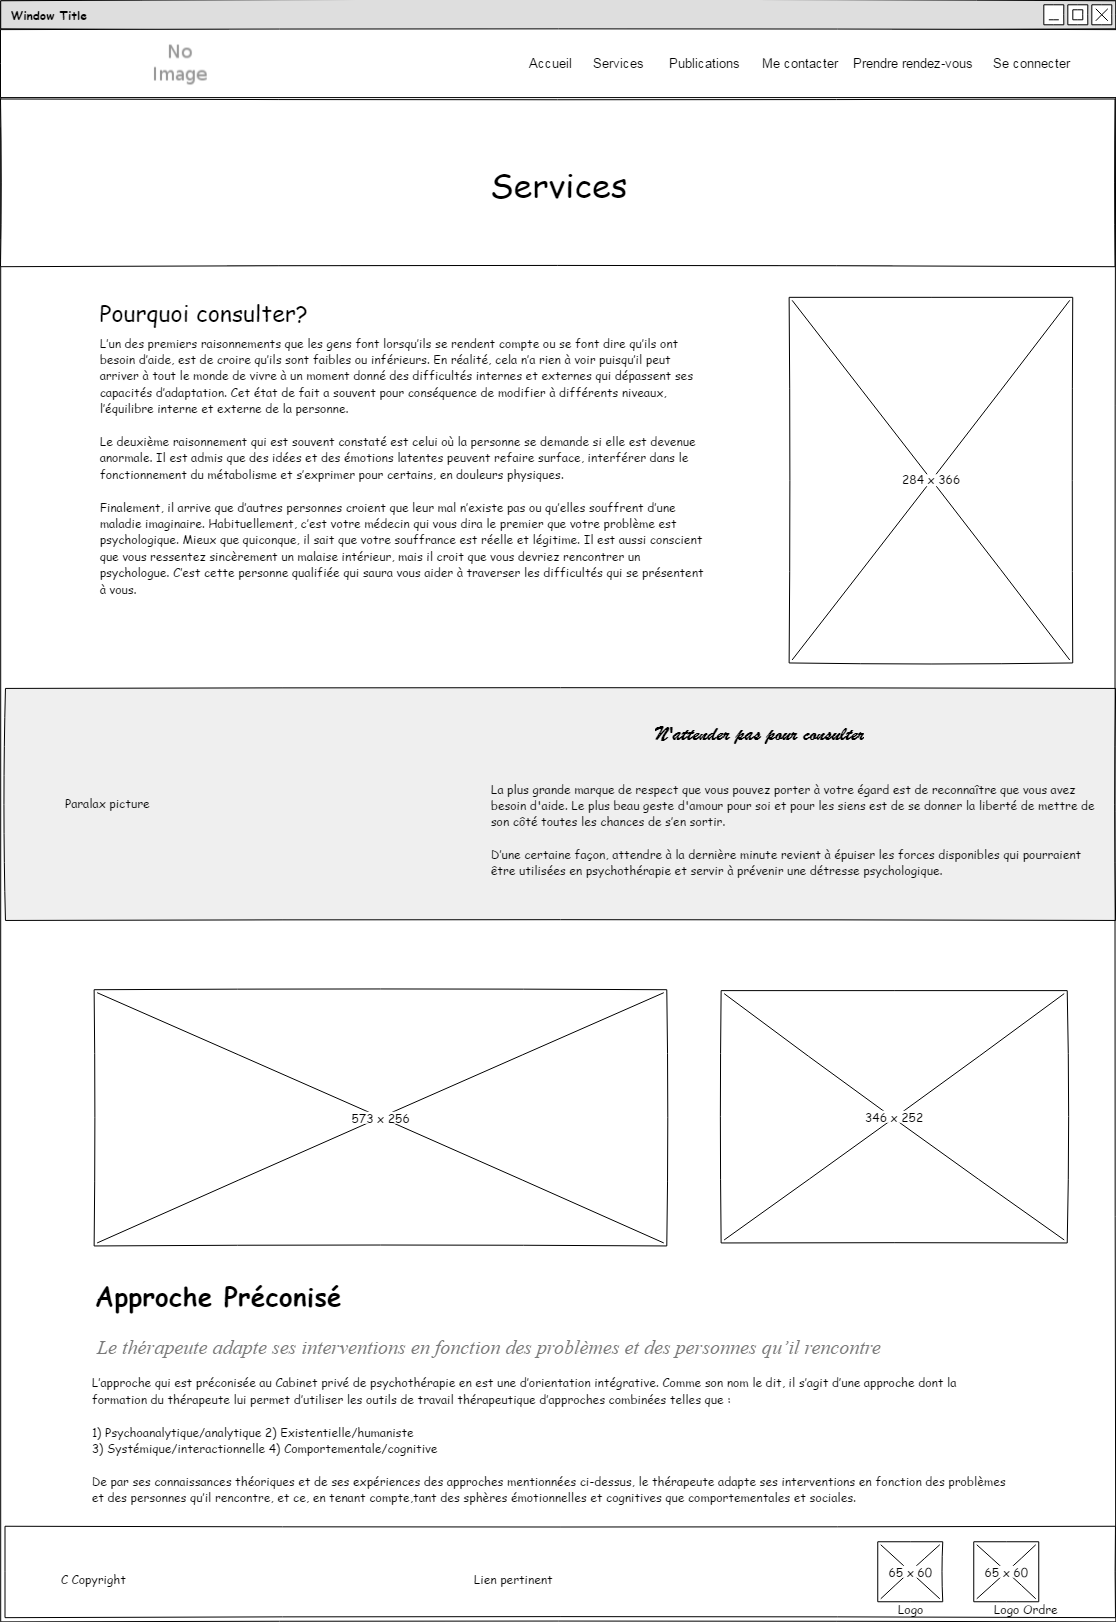 Window Title
No
Image
Accueil Services Publications Me contacter Prendre rendez-vous Se connecter
Services
Pourquoi consulter?
L'un des premiers raisonnements que les gens font lorsqu'ils se rendent compte ou se font dire qu'ils ont
besoin d'aide, est de croire qu'ils sont faibles ou inférieurs. En réalité, cela n'a rien à voir puisqu'il peut
arriver à tout le monde de vivre à un moment donné des difficultés internes et externes qui dépassent ses
capacités d'adaptation. Cet état de fait a souvent pour conséquence de modifier à différents niveaux,
l'équilibre interne et externe de la personne.
Le deuxième raisonnement qui est souvent constaté est celui où la personne se demande si elle est devenue
anormale. Il est admis que des idées et des émotions latentes peuvent refaire surface, interférer dans le
fonctionnement du métabolisme et s'exprimer pour certains, en douleurs physiques.
Finalement, il arrive que d'autres personnes croient que leur mal n'existe pas ou qu'elles souffrent d'une
maladie imaginaire. Habituellement, c'est votre médecin qui vous dira le premier que votre problème est
psychologique. Mieux que quiconque, il sait que votre souffrance est réelle et légitime. Il est aussi conscient
que vous ressentez sincèrement un malaise intérieur, mais il croit que vous devriez rencontrer un
psychologue. C'est cette personne qualifiée qui saura vous aider à traverser les difficultés qui se présentent
à vous.
284 x 366
N'attender pas pour consulter
Paralax picture
La plus grande marque de respect que vous pouvez porter à votre égard est de reconnaître que vous avez
besoin d'aide. Le plus beau geste d'amour pour soi et pour les siens est de se donner la liberté de mettre de
son côté toutes les chances de s'en sortir.
D'une certaine façon, attendre à la dernière minute revient à épuiser les forces disponibles qui pourraient
être utilisées en psychothérapie et servir à prévenir une détresse psychologique.
573 x 256
346 x 252
Approche Préconisé
Le thérapeute adapte ses interventions en fonction des problèmes et des personnes qu'il rencontre
L'approche qui est préconisée au Cabinet privé de psychothérapie en est une d'orientation intégrative. Comme son nom le dit, il s'agit d'une approche dont la
formation du thérapeute lui permet d'utiliser les outils de travail thérapeutique d'approches combinées telles que :
1) Psychoanalytique/analytique 2) Existentielle/humaniste
3) Systémique/interactionnelle 4) Comportementale/cognitive
De par ses connaissances théoriques et de ses expériences des approches mentionnées ci-dessus, le thérapeute adapte ses interventions en fonction des problèmes
et des personnes qu'il rencontre, et ce, en tenant compte,tant des sphères émotionnelles et cognitives que comportementales et sociales.
C Copyright
Lien pertinent
65 x 60
65 x 60
Logo
Logo Ordre